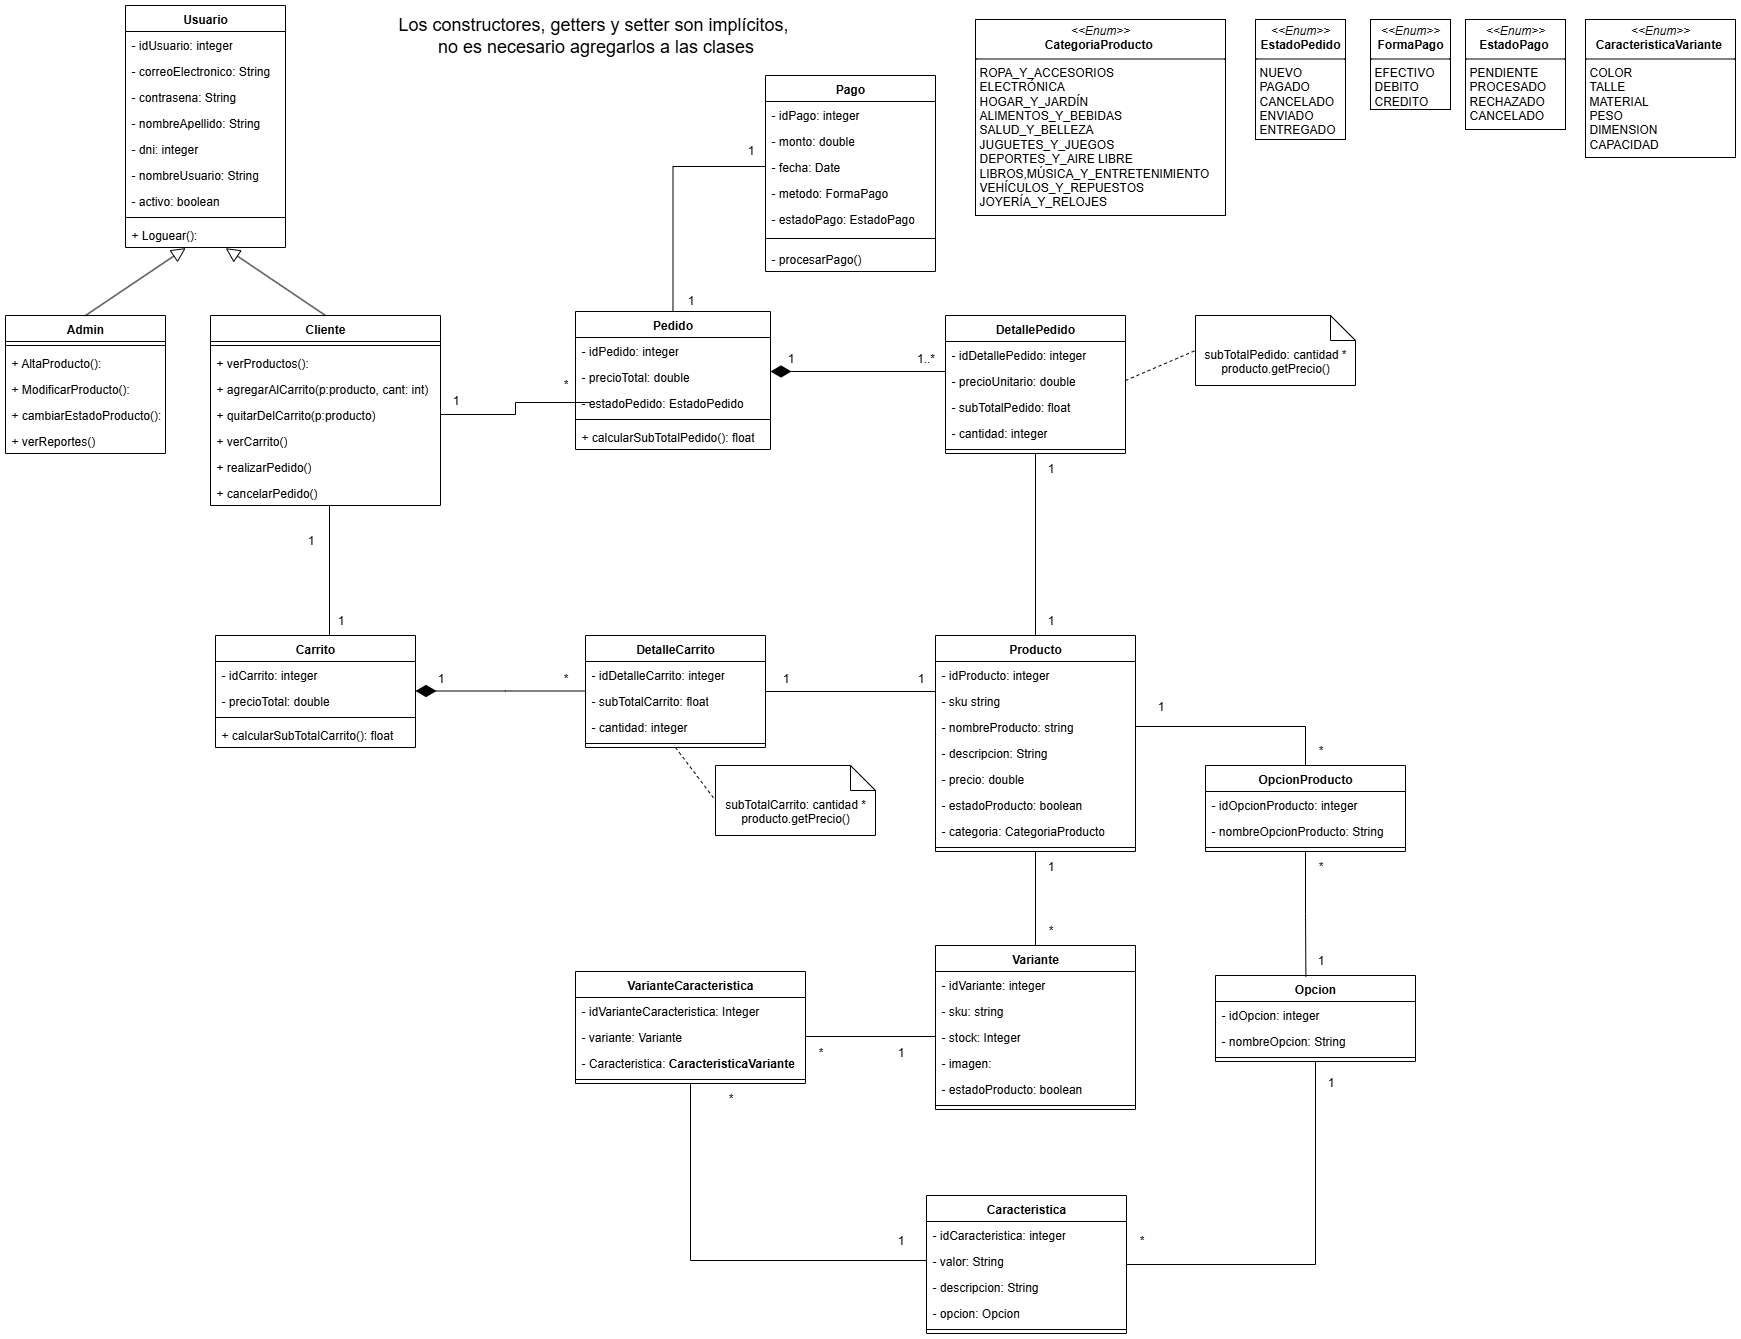 Usuario
- idUsuario: integer
- correoElectronico: String
- contrasena: String
- nombreApellido: String
- dni: integer
- nombreUsuario: String
- activo: boolean
+ Loguear():
Los constructores, getters y setter son implícitos,
no es necesario agregarlos a las clases
Pago
- idPago: integer
- monto: double
- fecha: Date
- metodo: FormaPago
- estadoPago: EstadoPago
- procesarPago()
<<Enum>>
CategoriaProducto
ROPA_Y_ACCESORIOS
ELECTRÓNICA
HOGAR_Y_JARDÍN
ALIMENTOS_Y_BEBIDAS
SALUD_Y_BELLEZA
JUGUETES_Y_JUEGOS
DEPORTES_Y_AIRE LIBRE
LIBROS,MÚSICA_Y_ENTRETENIMIENTO
VEHÍCULOS_Y_REPUESTOS
JOYERÍA_Y_RELOJES
<<Enum>>
EstadoPedido
NUEVO
PAGADO
CANCELADO
ENVIADO
ENTREGADO
<<Enum>>
FormaPago
EFECTIVO
DEBITO
CREDITO
<<Enum>>
EstadoPago
PENDIENTE
PROCESADO
RECHAZADO
CANCELADO
<<Enum>>
CaracteristicaVariante
COLOR
TALLE
MATERIAL
PESO
DIMENSION
CAPACIDAD
1
1
Admin
+ AltaProducto():
+ ModificarProducto():
+ cambiarEstadoProducto():
+ verReportes()
Cliente
+ verProductos():
+ agregarAlCarrito(p:producto, cant: int)
+ quitarDelCarrito(p:producto)
+ verCarrito()
+ realizarPedido()
+ cancelarPedido()
1
*
Pedido
- idPedido: integer
- precioTotal: double
- estadoPedido: EstadoPedido
+ calcularSubTotalPedido(): float
1
1..*
DetallePedido
- idDetallePedido: integer
- precioUnitario: double
- subTotalPedido: float
- cantidad: integer
subTotalPedido: cantidad *
producto.getPrecio()
1
1
1
1
Carrito
- idCarrito: integer
- precioTotal: double
+ calcularSubTotalCarrito(): float
1
*
DetalleCarrito
- idDetalleCarrito: integer
- subTotalCarrito: float
- cantidad: integer
subTotalCarrito: cantidad *
producto.getPrecio()
1
1
Producto
- idProducto: integer
- sku string
- nombreProducto: string
- descripcion: String
- precio: double
- estadoProducto: boolean
- categoria: CategoriaProducto
1
*
OpcionProducto
- idOpcionProducto: integer
- nombreOpcionProducto: String
*
1
1
*
Variante
- idVariante: integer
- sku: string
- stock: Integer
- imagen:
- estadoProducto: boolean
VarianteCaracteristica
- idVarianteCaracteristica: Integer
- variante: Variante
- Caracteristica: CaracteristicaVariante
*
1
*
Opcion
- idOpcion: integer
- nombreOpcion: String
1
1
*
Caracteristica
- idCaracteristica: integer
- valor: String
- descripcion: String
- opcion: Opcion